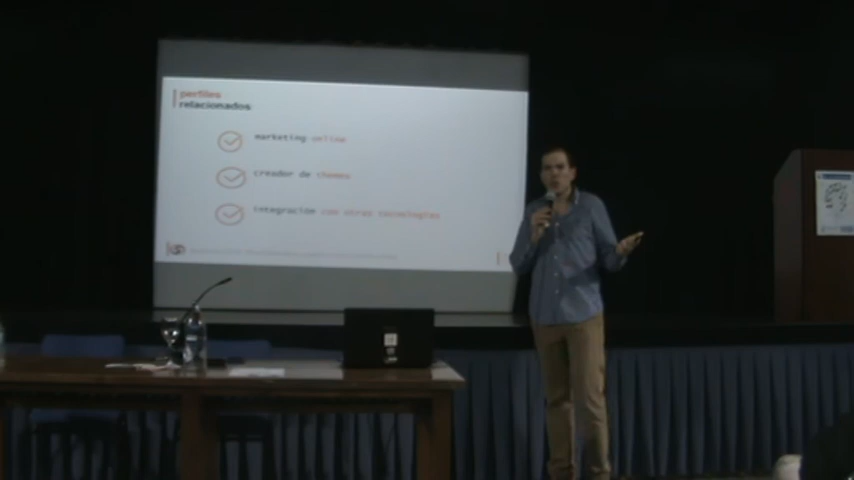 perfiles
relacionados:
marketing online
creador de themes
integración con otras tecnologías